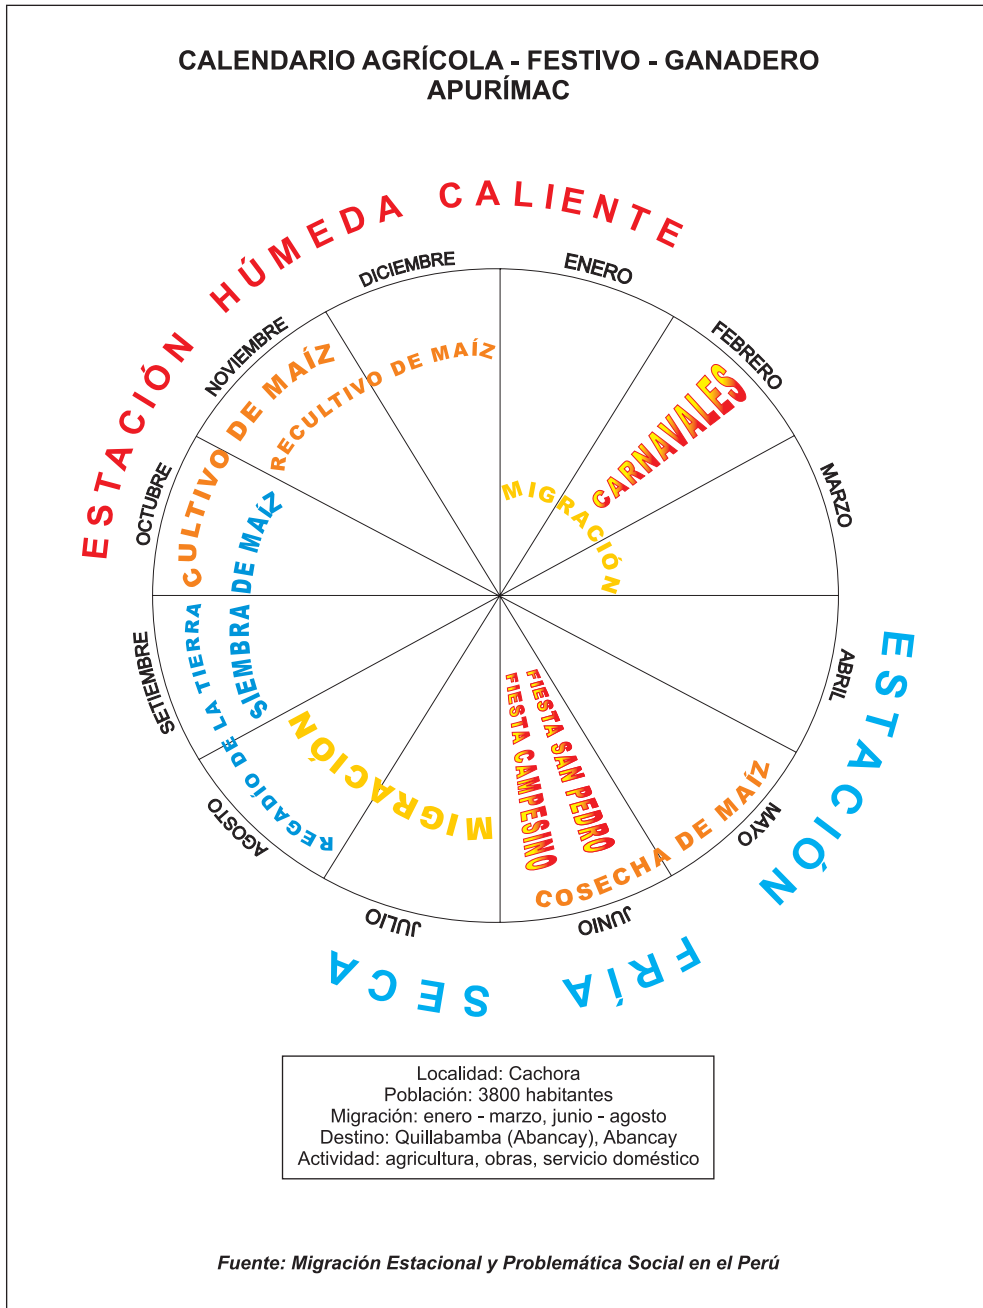 CALENDARIO AGRÍCOLA - FESTIVO - GANADERO
APURÍMAC
ESTACIÓN HÚMEDA CALIENTE
ENERO
FEBRERO
MARZO
ABRIL
MAYO
JUNIO
JULIO
AGOSTO
SETIEMBRE
OCTUBRE
NOVIEMBRE
DICIEMBRE
CULTIVO DE MAÍZ
RECULTIVO DE MAÍZ
CARNAVALES
MIGRACIÓN
SIEMBRA DE MAÍZ
REGADÍO DE LA TIERRA
MIGRACIÓN
FIESTA SAN PEDRO
FIESTA CAMPESINO
COSECHA DE MAÍZ
ESTACIÓN FRÍA SECA
Localidad: Cachora
Población: 3800 habitantes
Migración: enero - marzo, junio - agosto
Destino: Quillabamba (Abancay), Abancay
Actividad: agricultura, obras, servicio doméstico
Fuente: Migración Estacional y Problemática Social en el Perú